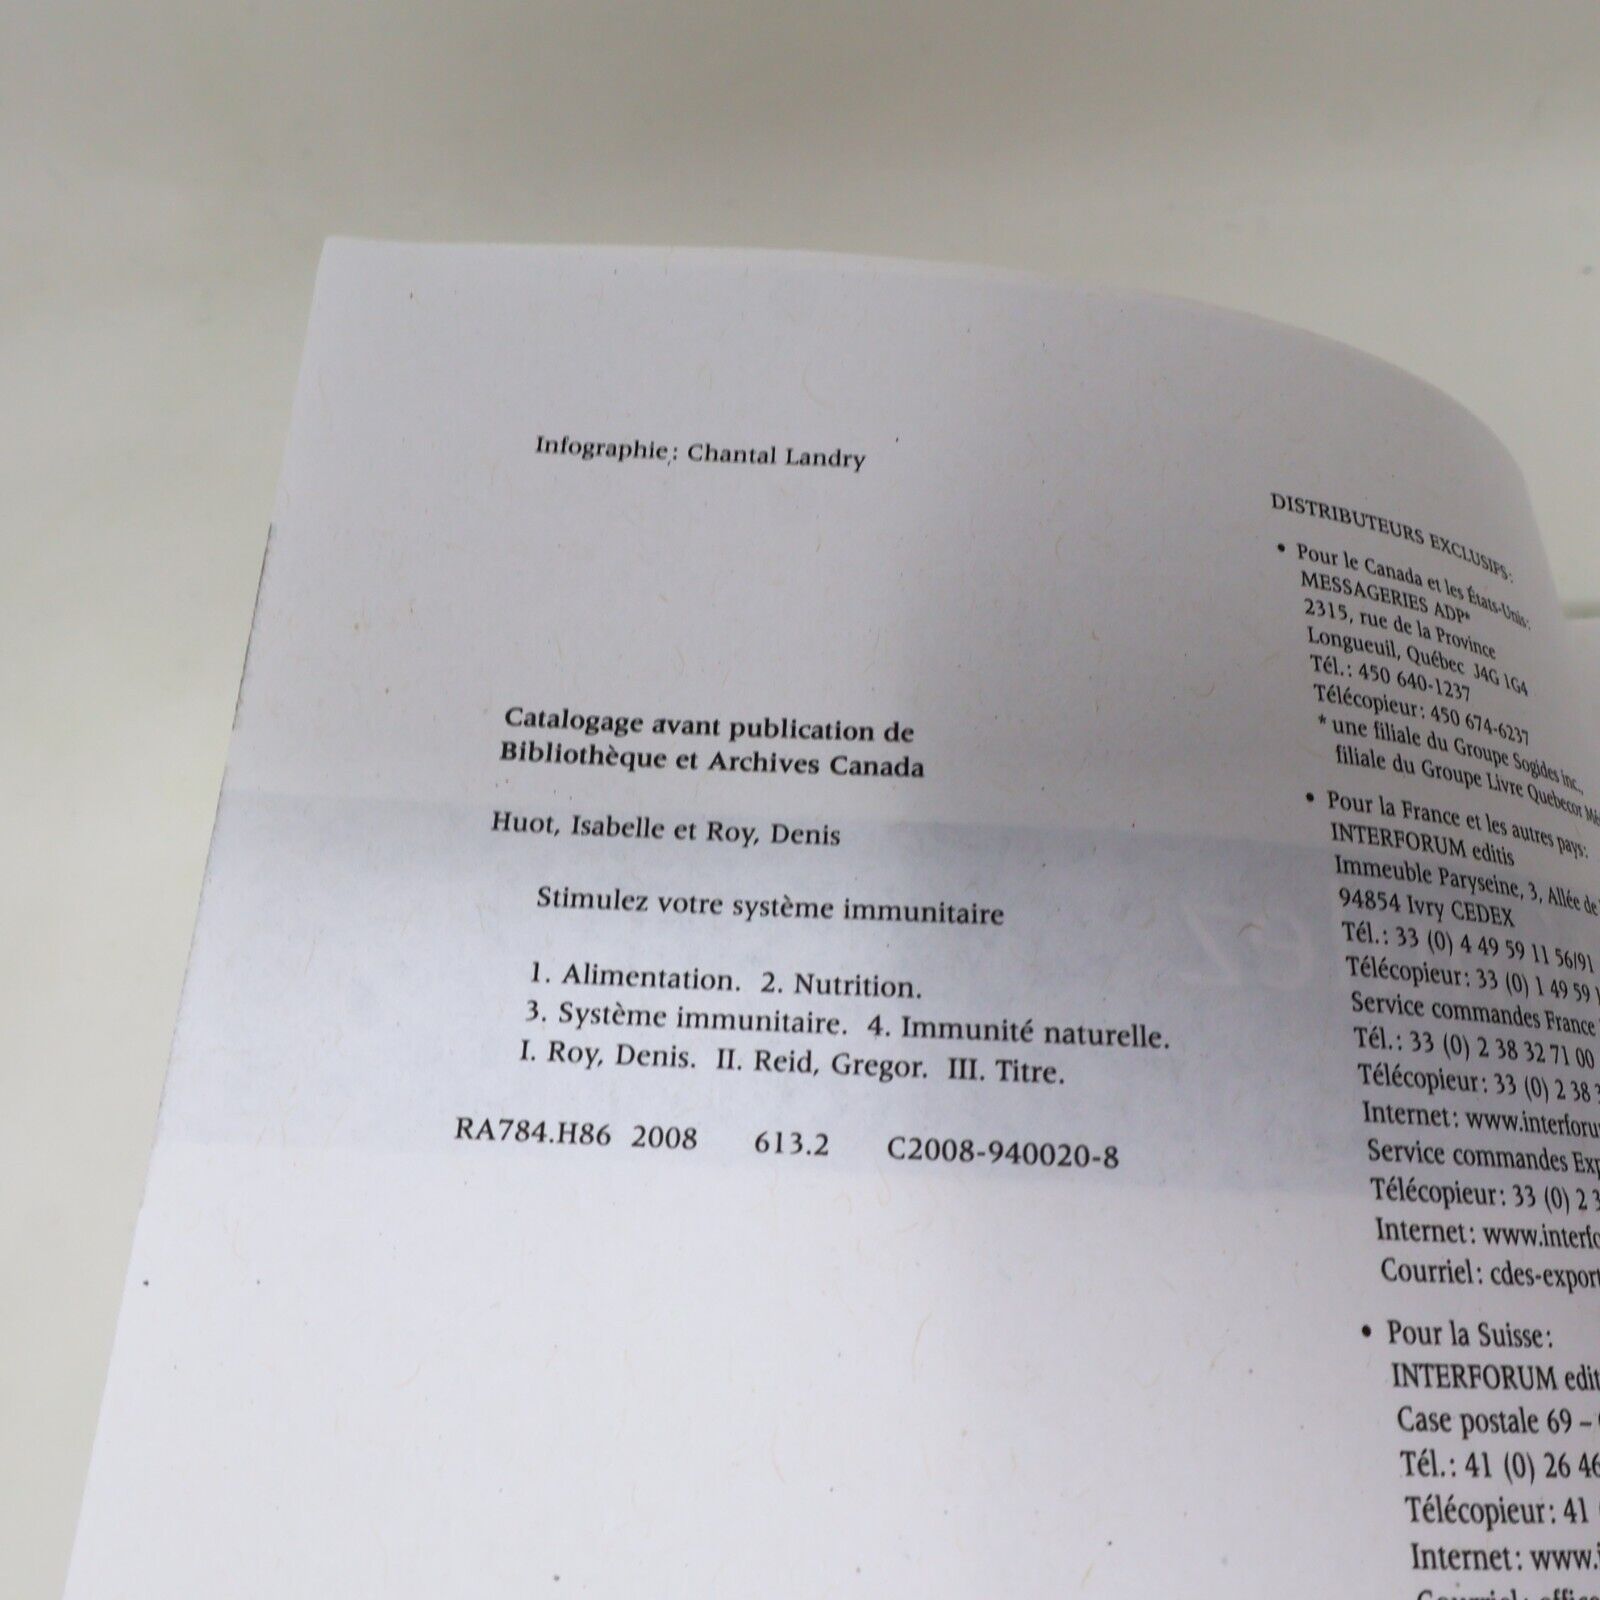 Infographie : Chantal Landry
Catalogage avant publication de
Bibliothèque et Archives Canada
Huot, Isabelle et Roy, Denis
Stimulez votre système immunitaire
1. Alimentation. 2. Nutrition.
3. Système immunitaire. 4. Immunité naturelle.
I. Roy, Denis. II. Reid, Gregor. III. Titre.
RA784.H86 2008 613.2 C2008-940020-8
DISTRIBUTEURS EXCLUSIFS :
• Pour le Canada et les États-Unis :
MESSAGERIES ADP*
2315, rue de la Province
Longueuil, Québec J4G 1G4
Tél. : 450 640-1237
Télécopieur : 450 674-6237
* une filiale du Groupe Sogides inc.,
filiale du Groupe Livre Quebecor
• Pour la France et les autres pays :
INTERFORUM editis
Immeuble Paryseine, 3, Allée de
94854 Ivry CEDEX
Tél. : 33 (0) 4 49 59 11 56/91
Télécopieur : 33 (0) 1 49 59
Service commandes France
Tél. : 33 (0) 2 38 32 71 00
Télécopieur : 33 (0) 2 38
Internet : www.interforu
Service commandes Exp
Télécopieur : 33 (0) 2 3
Internet : www.interfo
Courriel : cdes-export
• Pour la Suisse :
INTERFORUM edit
Case postale 69 –
Tél. : 41 (0) 26 46
Télécopieur : 41
Internet : www.i